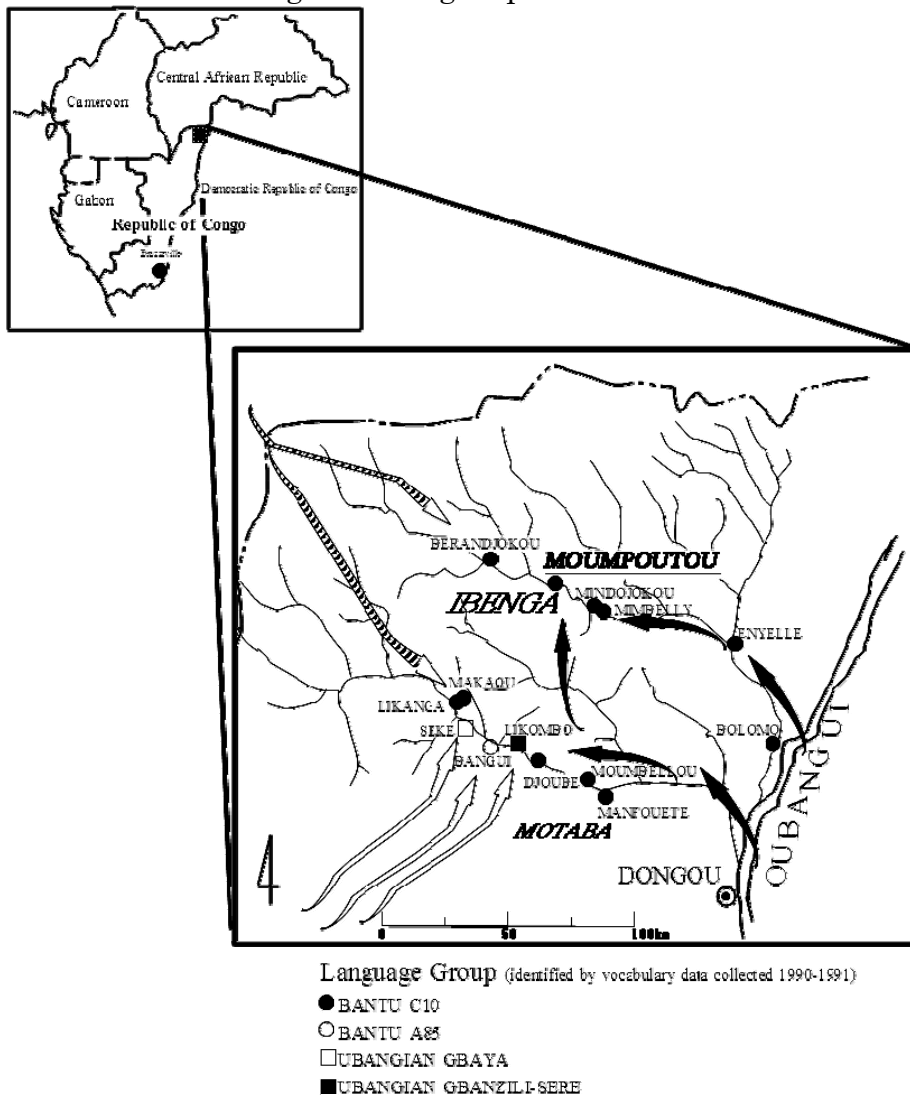 Central African Republic
Cameroon
Democratic Republic of Congo
Gabon
Republic of Congo
BERANDJOKOU
MOUMPOUTOU
IBENGA
MINDOJOKOU
MIMBELLY
ENYELLE
MAKAOU
LIKANGA
SEKE
LIKOMBO
BOLOMO
BANGUI
DJOUBE
MOUMBELLOU
MANFOUETE
MOTABA
OUBANGUI
DONGOU
0 50 100km
Language Group (identified by vocabulary data collected 1990-1991)
BANTU C10
BANTU A85
UBANGIAN GBAYA
UBANGIAN GBANZILI-SERE